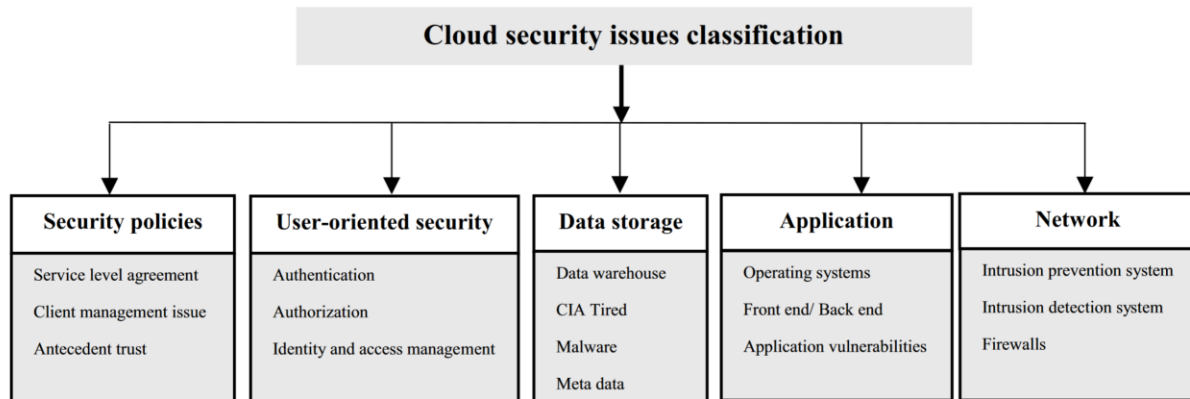 Cloud security issues classification
Security policies
Service level agreement
Client management issue
Antecedent trust
User-oriented security
Authentication
Authorization
Identity and access management
Data storage
Data warehouse
CIA Tired
Malware
Meta data
Application
Operating systems
Front end/ Back end
Application vulnerabilities
Network
Intrusion prevention system
Intrusion detection system
Firewalls